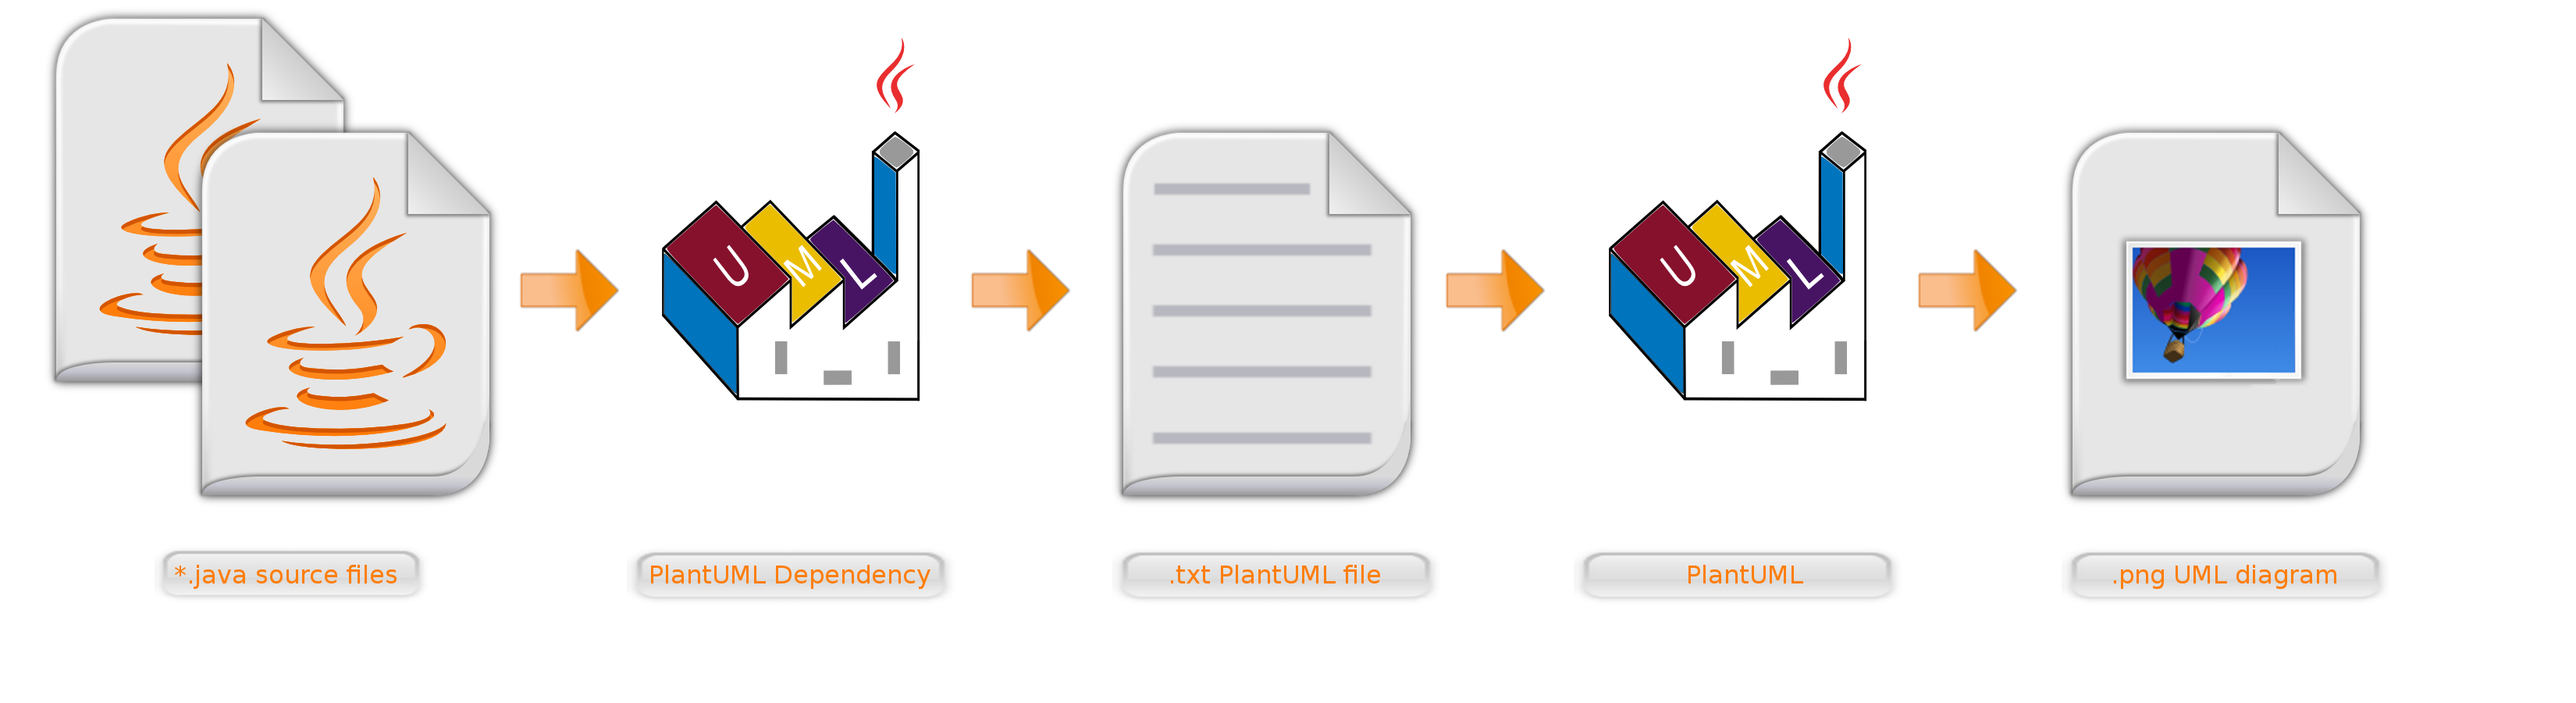 U M L
U M L
*.java source files
PlantUML Dependency
.txt PlantUML file
PlantUML
.png UML diagram